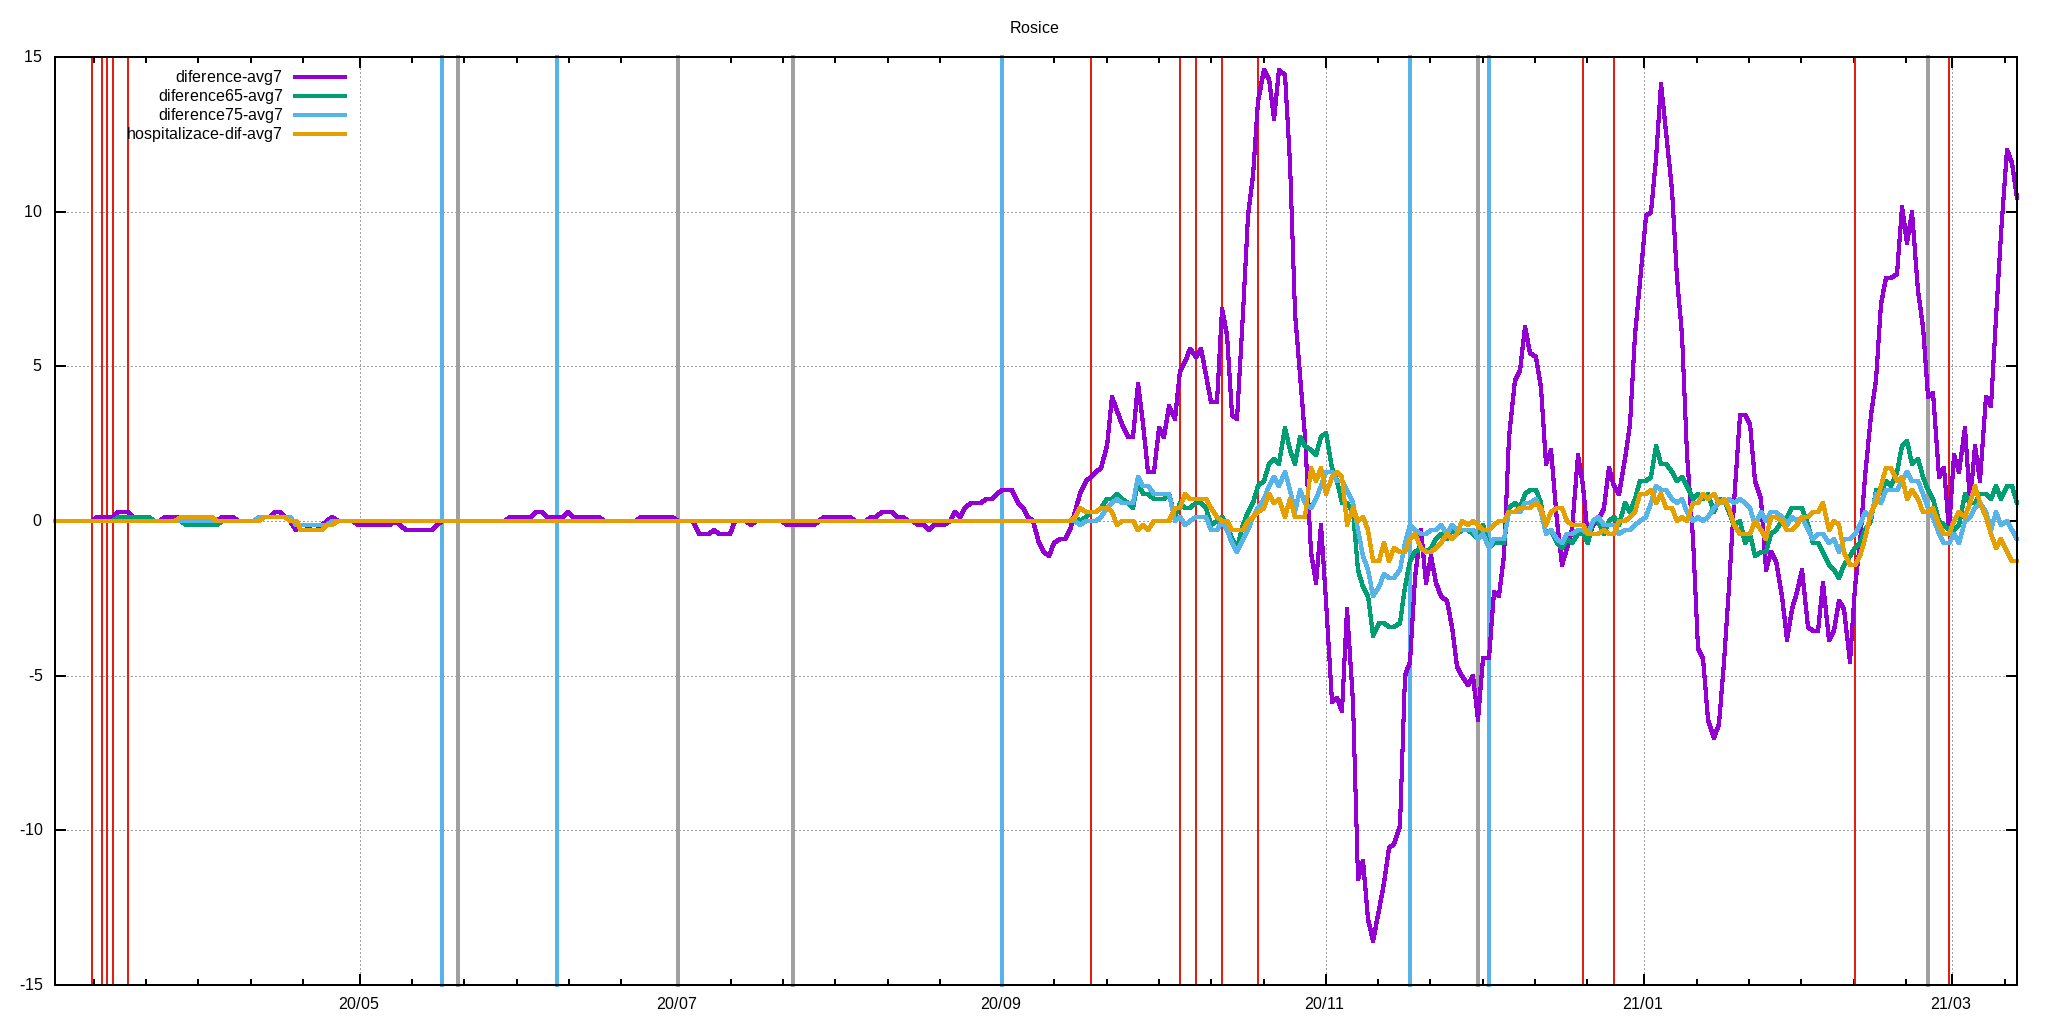 Rosice
15
diference-avg7
diference65-avg7
diference75-avg7
hospitalizace-dif-avg7
10
5
0
-5
-10
-15
20/05 20/07 20/09 20/11 21/01 21/03